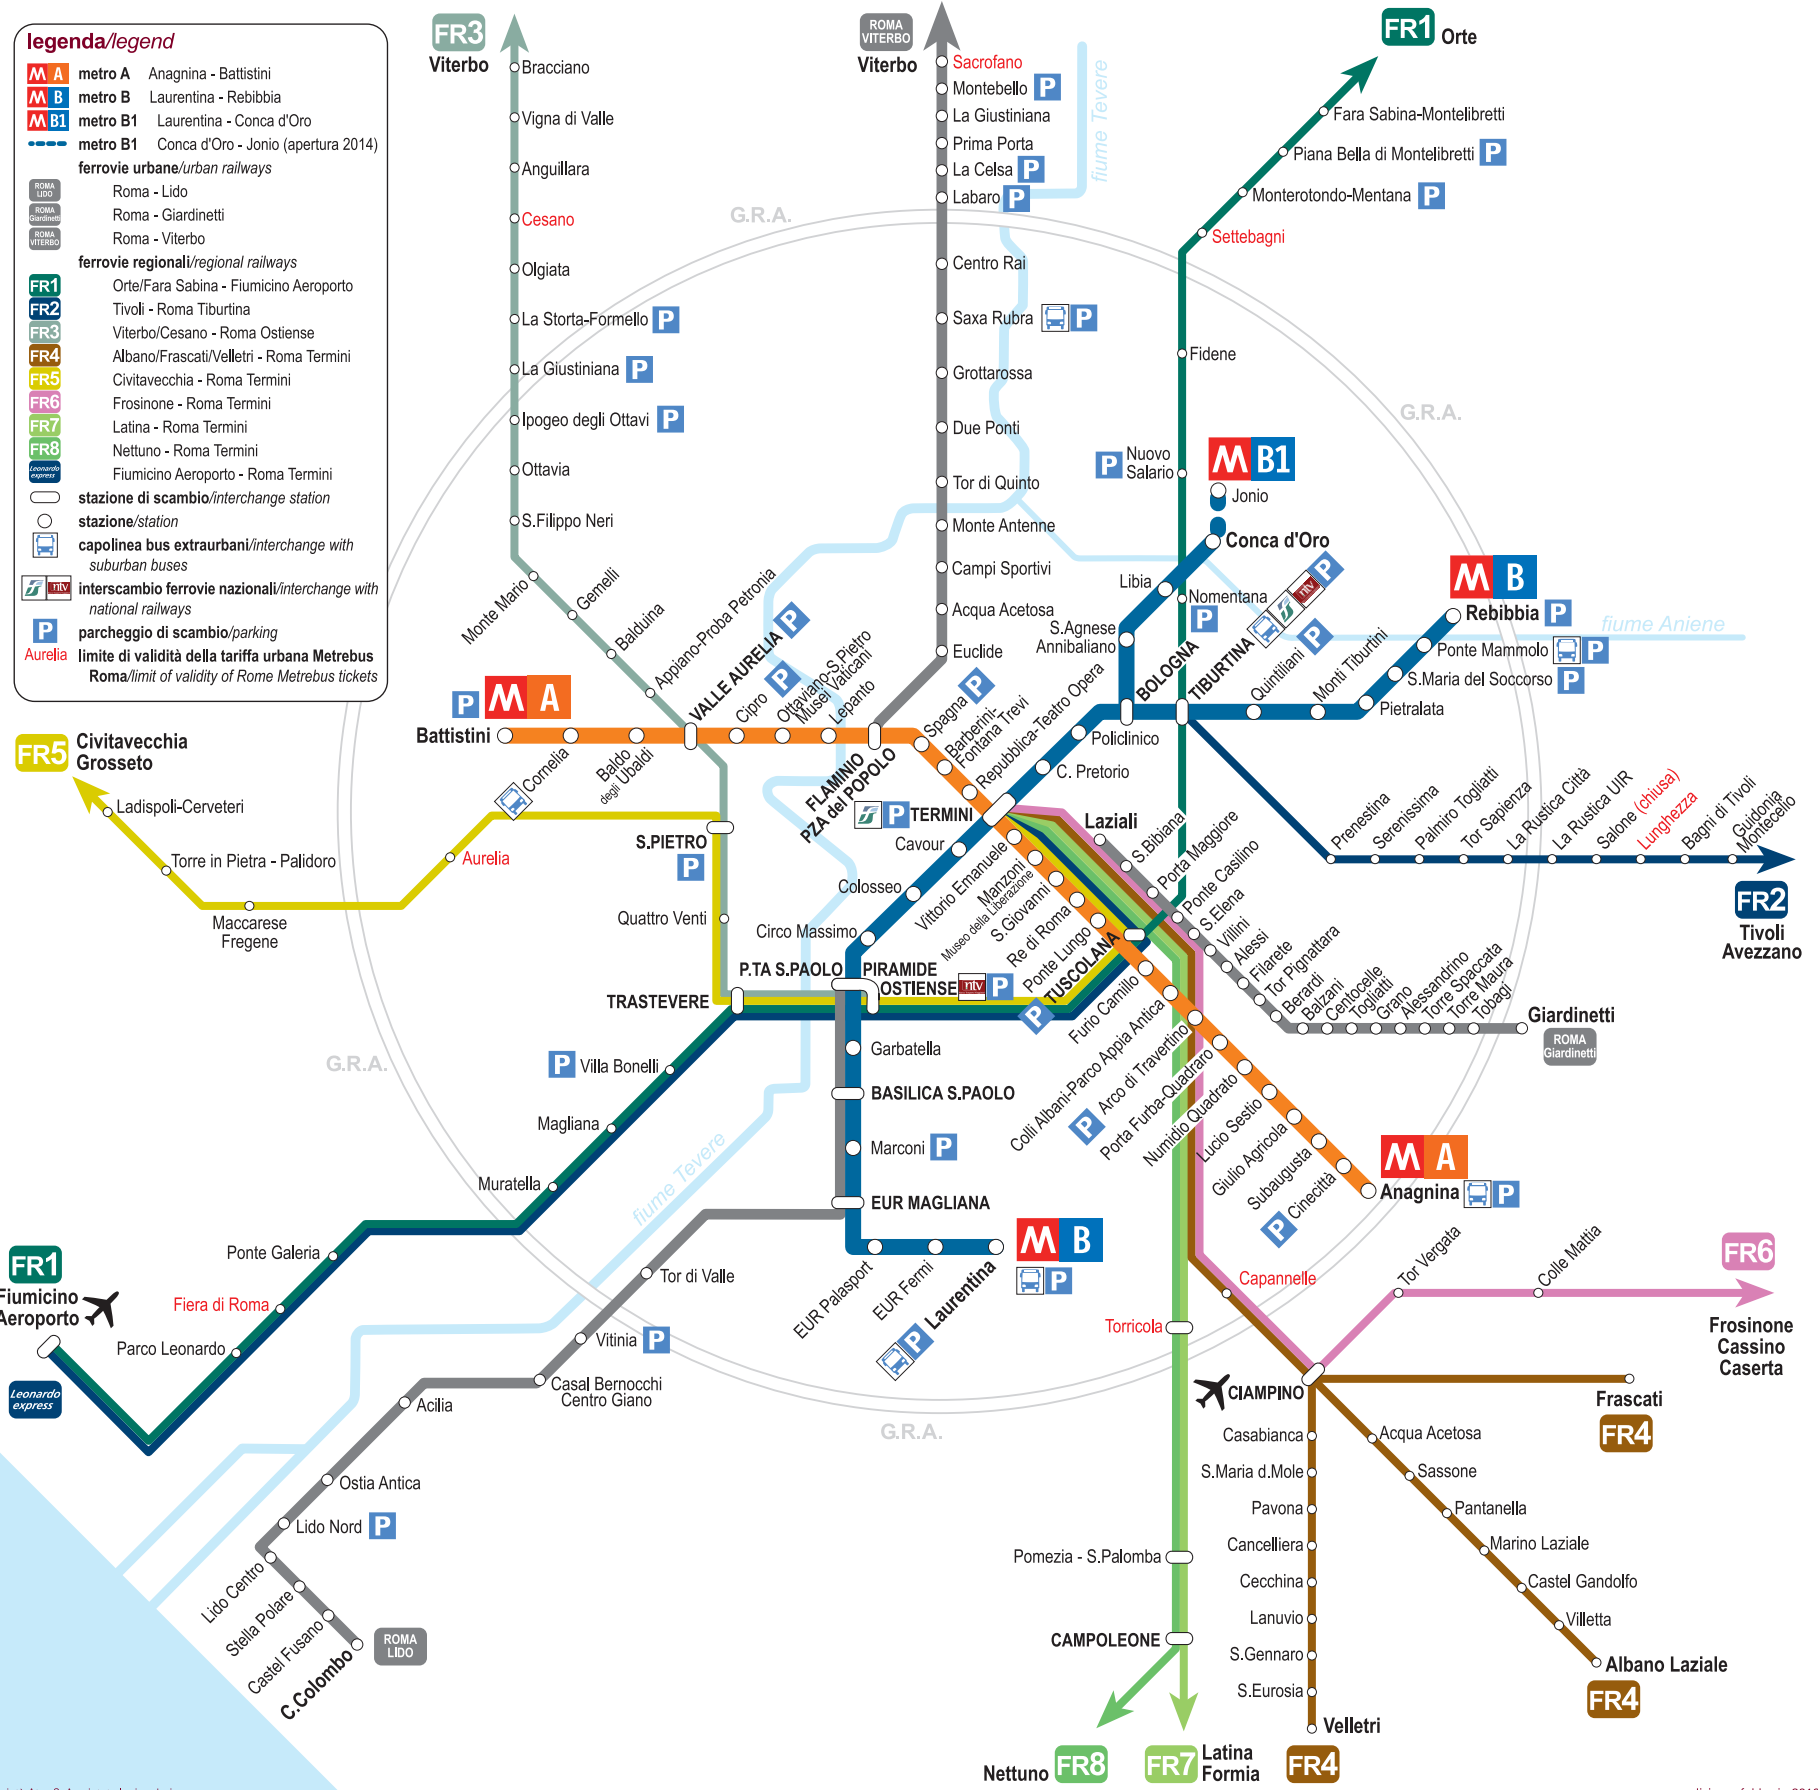 legenda/legend
M A metro A Anagnina - Battistini
M B metro B Laurentina - Rebibbia
M B1 metro B1 Laurentina - Conca d'Oro
metro B1 Conca d'Oro - Jonio (apertura 2014)
ferrovie urbane/urban railways
ROMA LIDO Roma - Lido
ROMA Giardinetti Roma - Giardinetti
ROMA VITERBO Roma - Viterbo
ferrovie regionali/regional railways
FR1 Orte/Fara Sabina - Fiumicino Aeroporto
FR2 Tivoli - Roma Tiburtina
FR3 Viterbo/Cesano - Roma Ostiense
FR4 Albano/Frascati/Velletri - Roma Termini
FR5 Civitavecchia - Roma Termini
FR6 Frosinone - Roma Termini
FR7 Latina - Roma Termini
FR8 Nettuno - Roma Termini
Leonardo express Fiumicino Aeroporto - Roma Termini
stazione di scambio/interchange station
stazione/station
capolinea bus extraurbani/interchange with
suburban buses
ntv interscambio ferrovie nazionali/interchange with
national railways
P parcheggio di scambio/parking
Aurelia limite di validità della tariffa urbana Metrebus
Roma/limit of validity of Rome Metrebus tickets
FR3
Viterbo
Bracciano
Vigna di Valle
Anguillara
Cesano
Olgiata
La Storta-Formello P
La Giustiniana P
Ipogeo degli Ottavi P
Ottavia
S.Filippo Neri
Monte Mario
Gemelli
Balduina
Appiano-Proba Petronia
VALLE AURELIA P
ROMA
VITERBO
Viterbo
Sacrofano
Montebello P
La Giustiniana
Prima Porta
La Celsa P
Labaro P
Centro Rai
Saxa Rubra P
Grottarossa
Due Ponti
Tor di Quinto
Monte Antenne
Campi Sportivi
Acqua Acetosa
Euclide
fiume Tevere
G.R.A.
G.R.A.
FR1 Orte
Fara Sabina-Montelibretti
Piana Bella di Montelibretti P
Monterotondo-Mentana P
Settebagni
Fidene
P Nuovo
Salario
Nomentana
P
M B1
Jonio
Conca d'Oro
Libia
S.Agnese
Annibaliano
BOLOGNA
TIBURTINA ntv P
Quintiliani P
Monti Tiburtini
Pietralata
S.Maria del Soccorso P
Ponte Mammolo P
Rebibbia P
M B
fiume Aniene
P M A
Battistini
Cornelia
Baldo
degli Ubaldi
Cipro P
Ottaviano-S.Pietro
Musei Vaticani
Lepanto
FLAMINIO
PZA del POPOLO
Spagna P
Barberini-
Fontana Trevi
Repubblica-Teatro Opera
Policlinico
C. Pretorio
P TERMINI
Cavour
Colosseo
Circo Massimo
P.TA S.PAOLO
PIRAMIDE
OSTIENSE ntv P
Vittorio Emanuele
Manzoni
Museo della Liberazione
S.Giovanni
Re di Roma
Ponte Lungo
P TUSCOLANA
Furio Camillo
Colli Albani-Parco Appia Antica
P Arco di Travertino
Porta Furba-Quadraro
Numidio Quadrato
Lucio Sestio
Giulio Agricola
Subaugusta
P Cinecittà
Anagnina P
M A
Laziali
S.Bibiana
Porta Maggiore
Ponte Casilino
S.Elena
Villini
Alessi
Filarete
Tor Pignattara
Berardi
Balzani
Centocelle
Togliatti
Grano
Alessandrino
Torre Spaccata
Torre Maura
Tobagi
Giardinetti
ROMA
Giardinetti
Prenestina
Serenissima
Palmiro Togliatti
Tor Sapienza
La Rustica Città
La Rustica UIR
Salone (chiusa)
Lunghezza
Bagni di Tivoli
Guidonia
Montecelio
FR2
Tivoli
Avezzano
FR5 Civitavecchia
Grosseto
Ladispoli-Cerveteri
Torre in Pietra - Palidoro
Maccarese
Fregene
Aurelia
S.PIETRO
P
Quattro Venti
TRASTEVERE
G.R.A.
P Villa Bonelli
Magliana
Muratella
Ponte Galeria
Fiera di Roma
Parco Leonardo
FR1
Fiumicino
Aeroporto
Leonardo
express
fiume Tevere
Garbatella
BASILICA S.PAOLO
Marconi P
EUR MAGLIANA
EUR Palasport
EUR Fermi
P Laurentina
M B
P
Tor di Valle
Vitinia P
Casal Bernocchi
Centro Giano
Acilia
Ostia Antica
Lido Nord P
Lido Centro
Stella Polare
Castel Fusano
C.Colombo
ROMA
LIDO
G.R.A.
Torricola
Pomezia - S.Palomba
CAMPOLEONE
Nettuno FR8
FR7 Latina
Formia
Capannelle
CIAMPINO
Tor Vergata
Colle Mattia
FR6
Frosinone
Cassino
Caserta
Frascati
FR4
Casabianca
S.Maria d.Mole
Pavona
Cancelliera
Cecchina
Lanuvio
S.Gennaro
S.Eurosia
Velletri
FR4
Acqua Acetosa
Sassone
Pantanella
Marino Laziale
Castel Gandolfo
Villetta
Albano Laziale
FR4